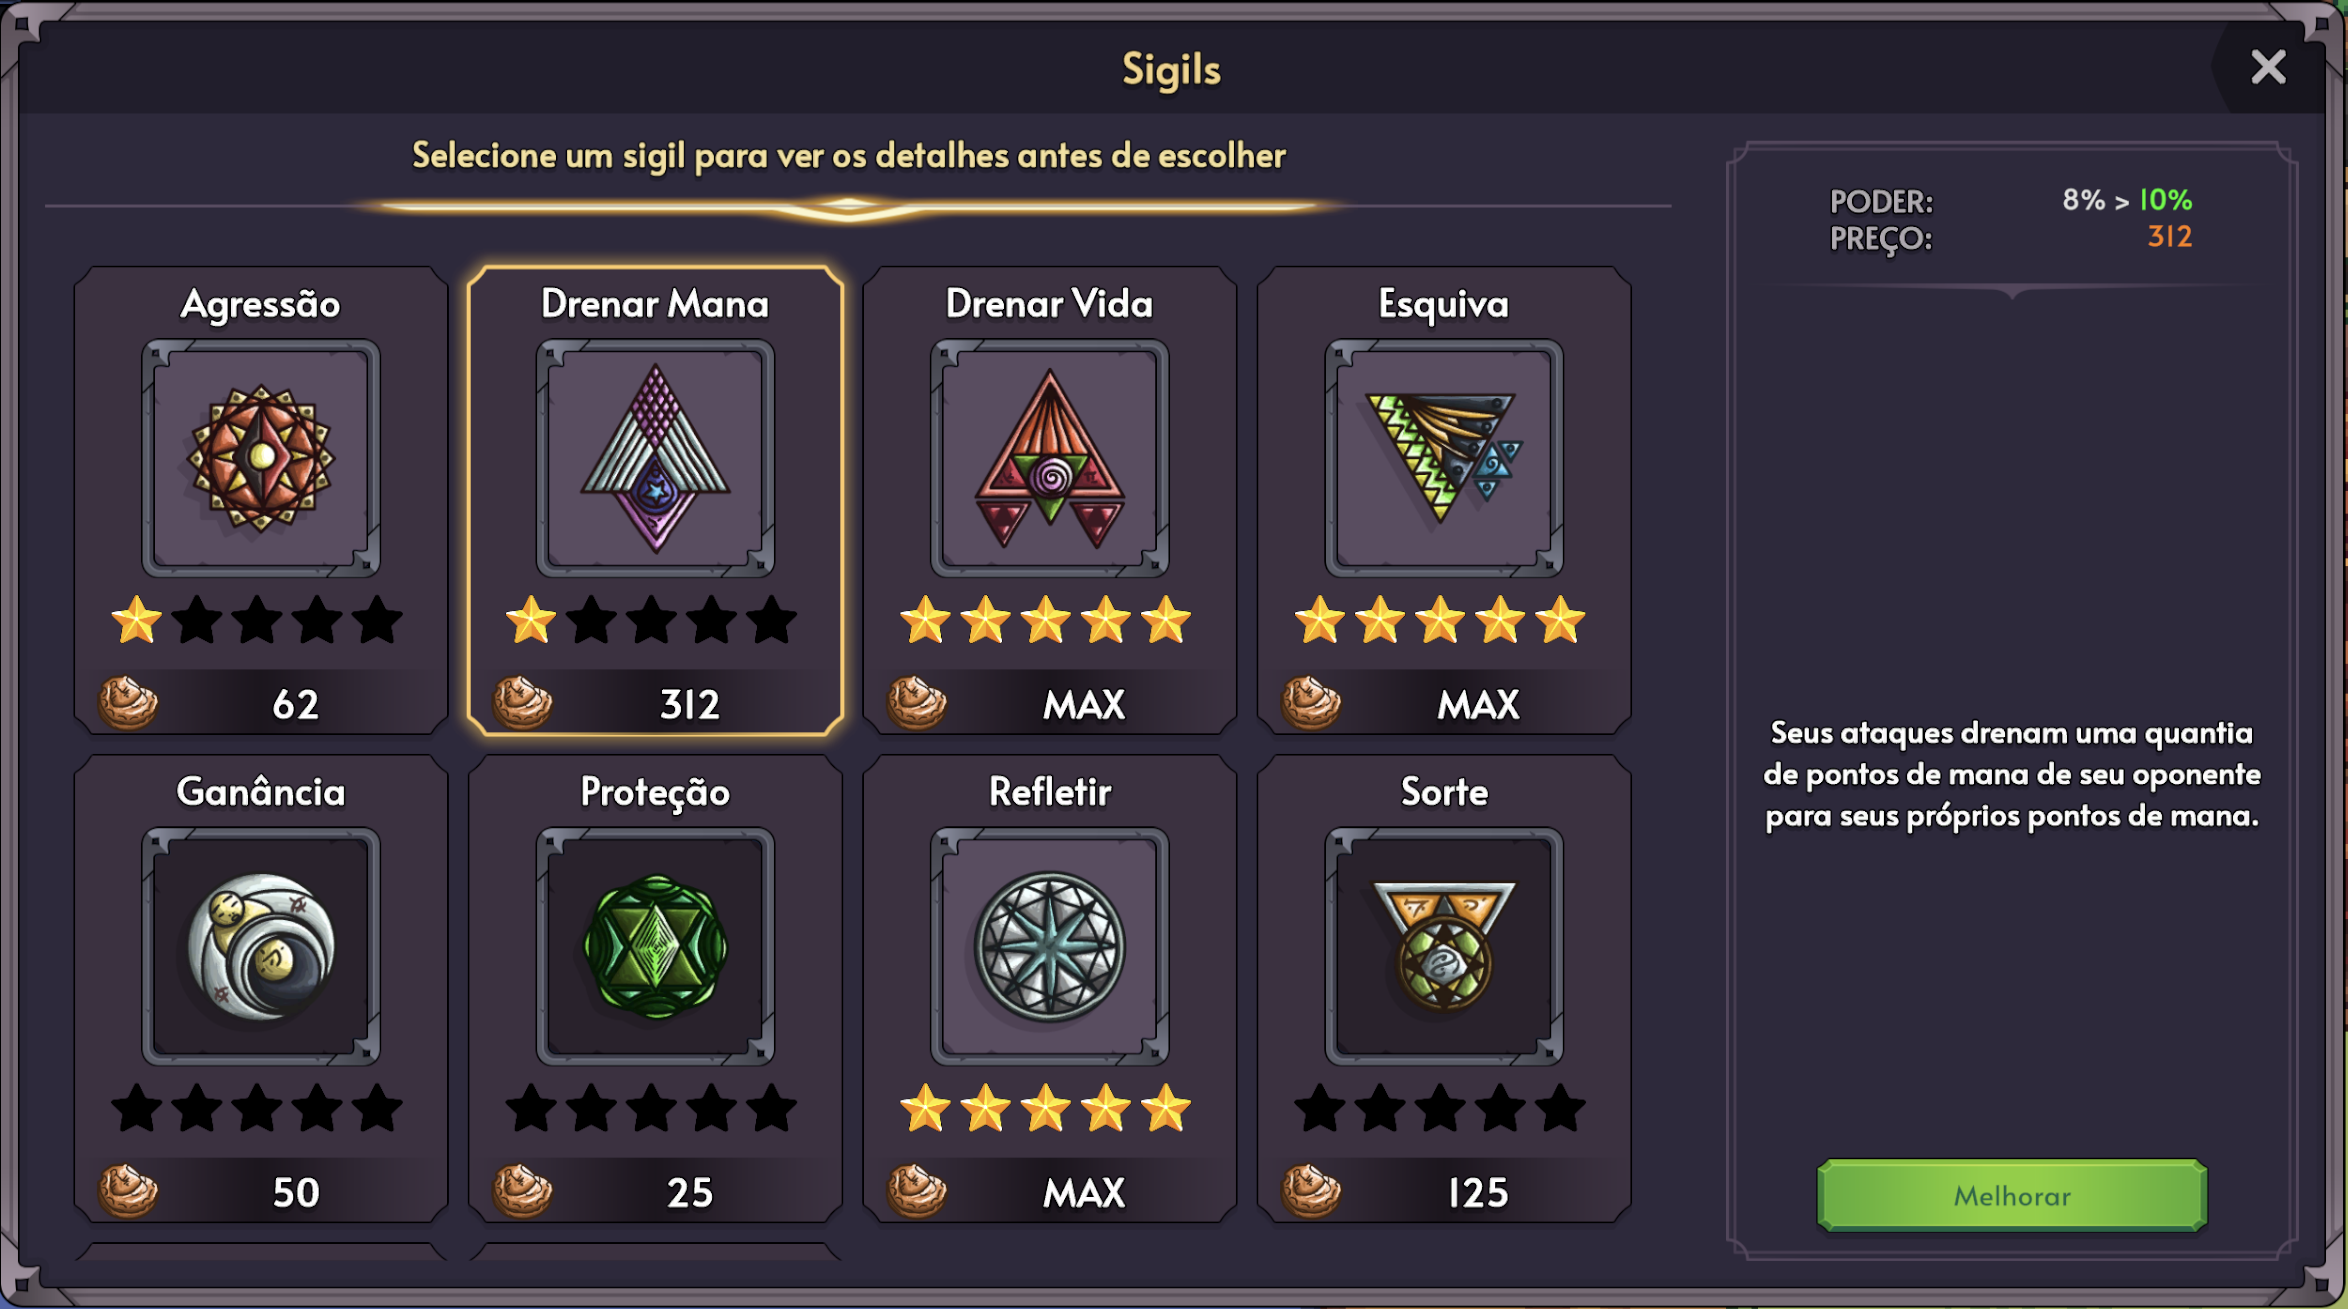 Sigils
Selecione um sigil para ver os detalhes antes de escolher
Agressão
62
Drenar Mana
312
Drenar Vida
MAX
Esquiva
MAX
Ganância
50
Proteção
25
Refletir
MAX
Sorte
125
PODER: 8% > 10%
PREÇO: 312
Seus ataques drenam uma quantia
de pontos de mana de seu oponente
para seus próprios pontos de mana.
Melhorar